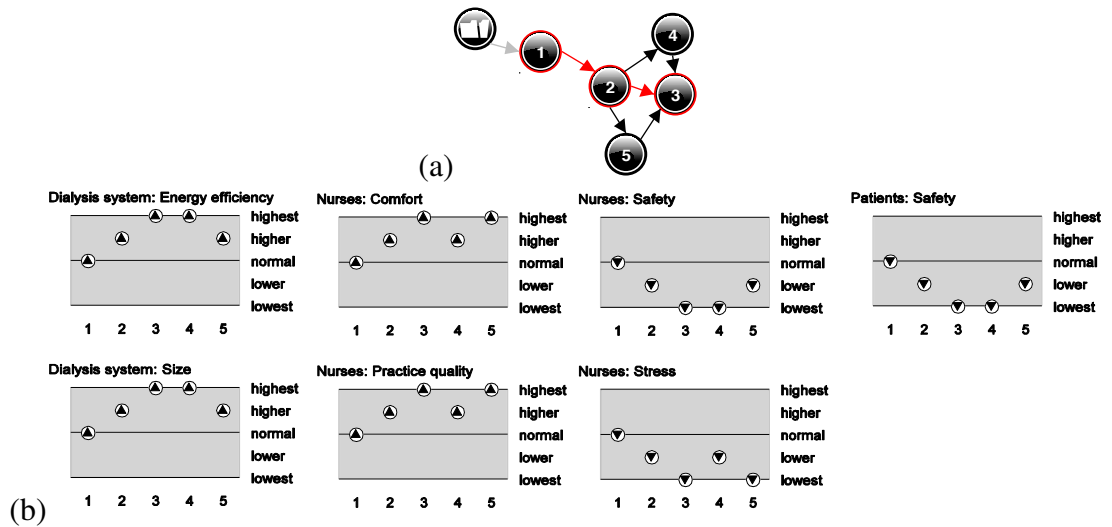 1
4
2
3
5
(a)
Dialysis system: Energy efficiency
highest
higher
normal
lower
lowest
1 2 3 4 5
Nurses: Comfort
highest
higher
normal
lower
lowest
1 2 3 4 5
Nurses: Safety
highest
higher
normal
lower
lowest
1 2 3 4 5
Patients: Safety
highest
higher
normal
lower
lowest
1 2 3 4 5
Dialysis system: Size
highest
higher
normal
lower
lowest
1 2 3 4 5
Nurses: Practice quality
highest
higher
normal
lower
lowest
1 2 3 4 5
Nurses: Stress
highest
higher
normal
lower
lowest
1 2 3 4 5
(b)